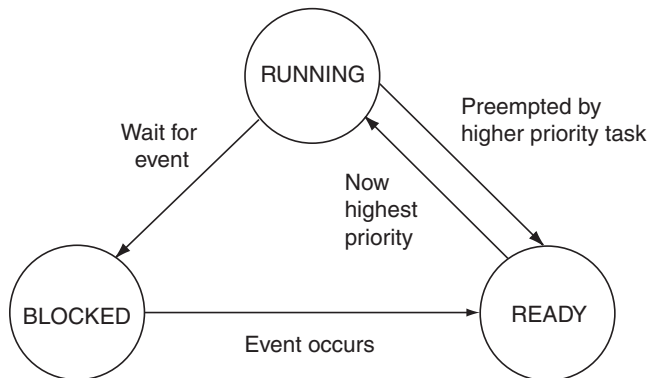 RUNNING
Wait for
event
Preempted by
higher priority task
Now
highest
priority
BLOCKED
READY
Event occurs